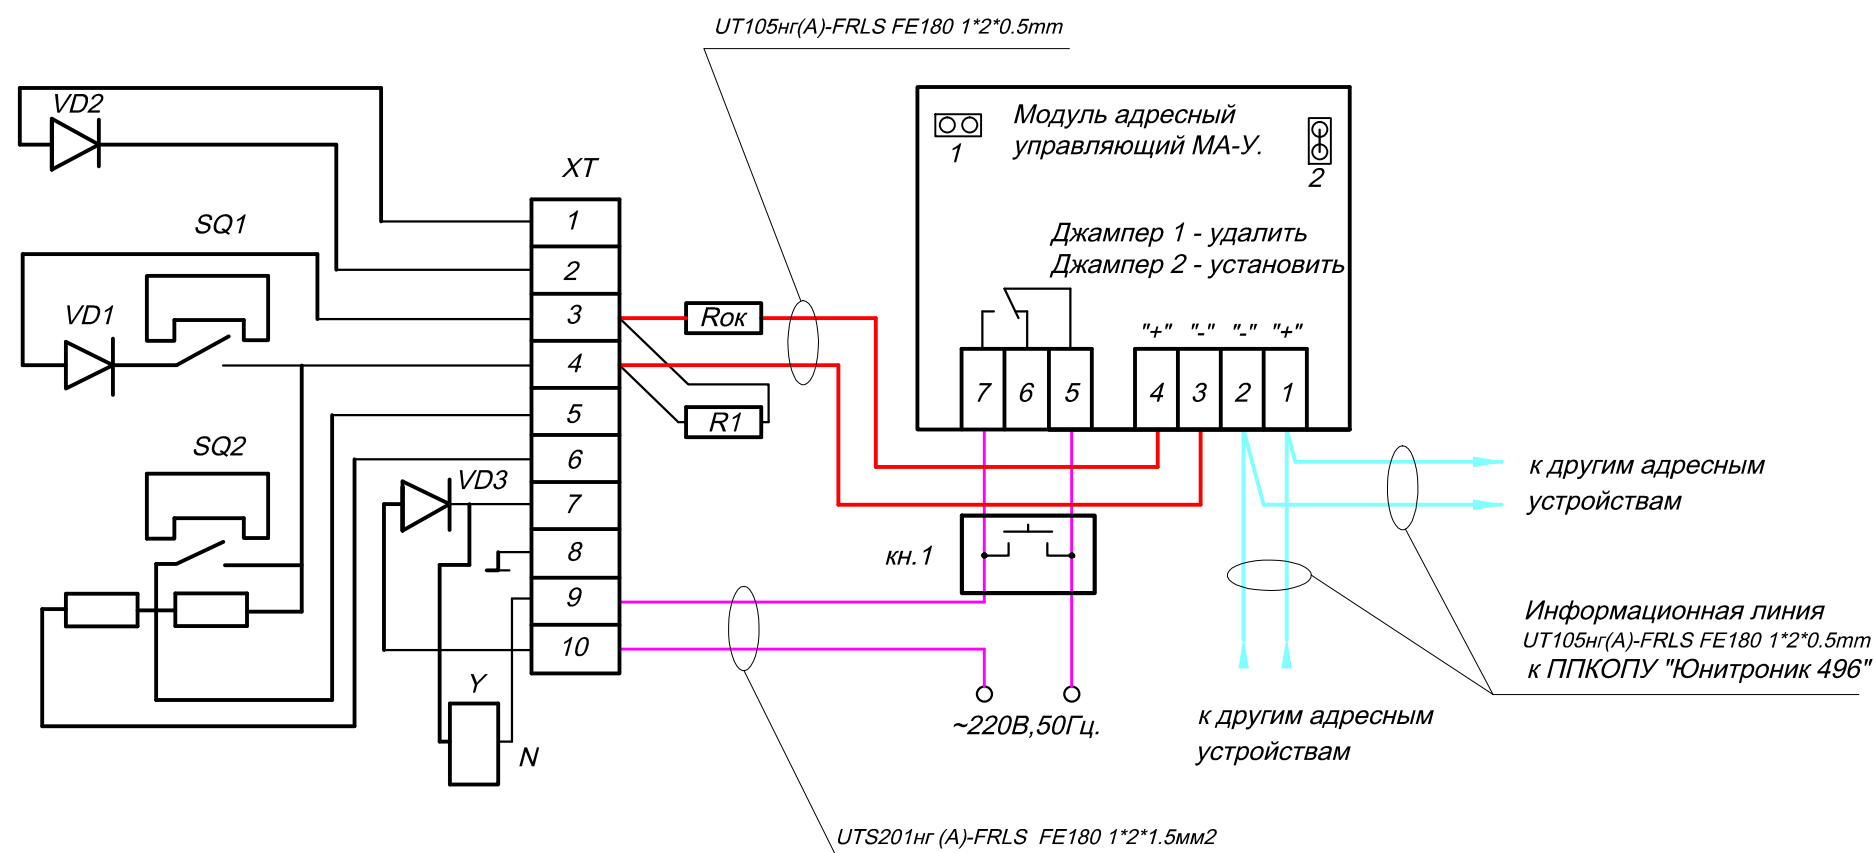 UT105нг(А)-FRLS FE180 1*2*0.5mm
VD2
XT
SQ1
VD1
SQ2
VD3
1
2
3
4
5
6
7
8
9
10
Rок
R1
Y
N
Модуль адресный
управляющий МА-У.
1
2
Джампер 1 - удалить
Джампер 2 - установить
"+" "-" "-" "+"
7 6 5 4 3 2 1
кн.1
~220В,50Гц.
к другим адресным
устройствам
Информационная линия
UT105нг(А)-FRLS FE180 1*2*0.5mm
к ППКОПУ "Юнитроник 496"
к другим адресным
устройствам
UTS201нг (А)-FRLS FE180 1*2*1.5мм2